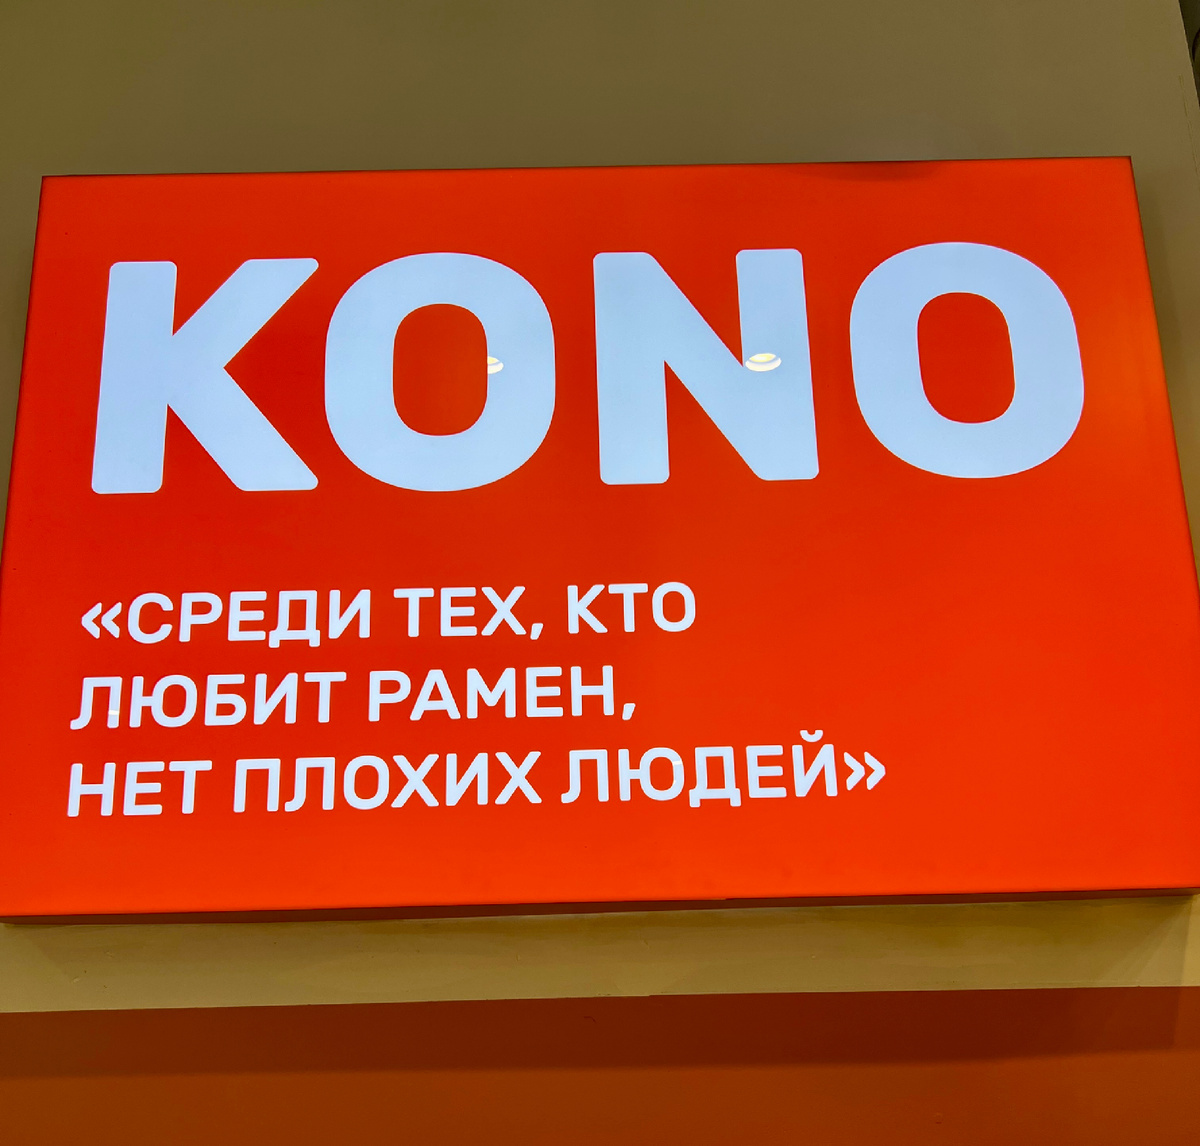 KONO
«СРЕДИ ТЕХ, КТО
ЛЮБИТ РАМЕН,
НЕТ ПЛОХИХ ЛЮДЕЙ»